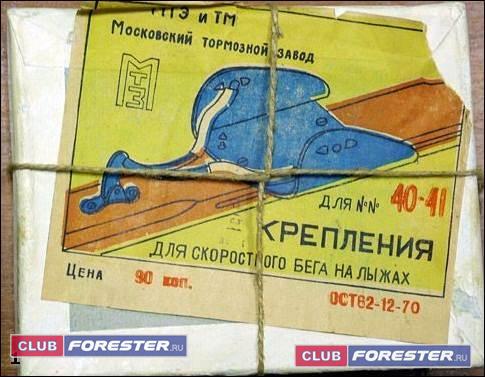 МТЭ и ТМ
Московский тормозной завод
МТЗ
для №№ 40-41
КРЕПЛЕНИЯ
ДЛЯ СКОРОСТНОГО БЕГА НА ЛЫЖАХ
Цена 90 коп.
ОСТ62-12-70
CLUB FORESTER.RU
CLUB FORESTER.RU